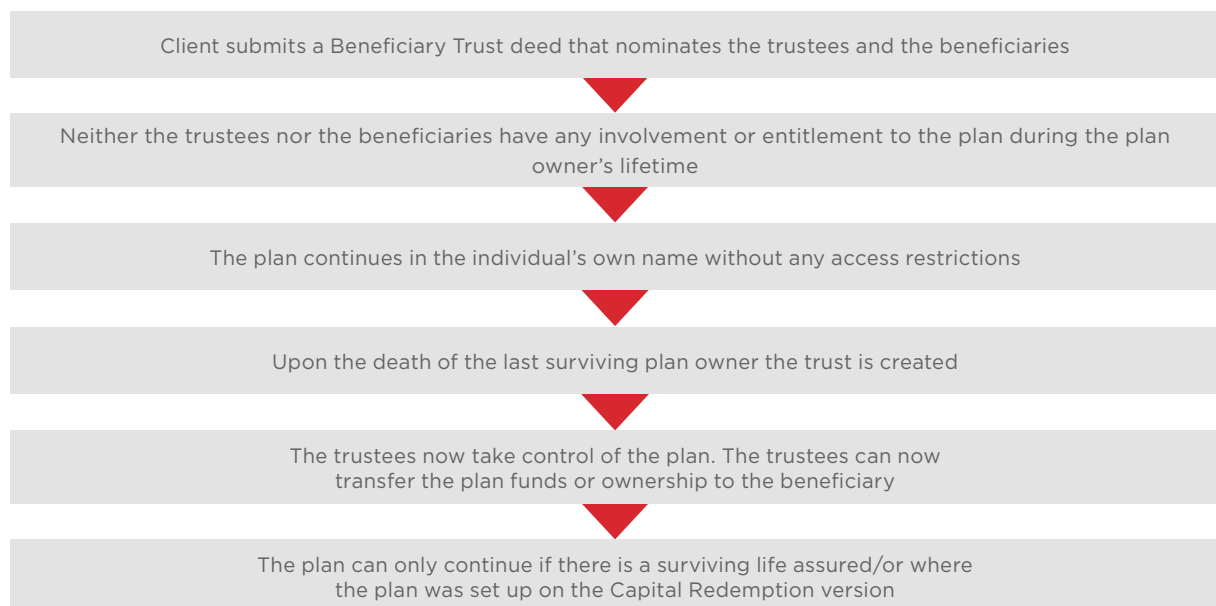 Client submits a Beneficiary Trust deed that nominates the trustees and the beneficiaries
Neither the trustees nor the beneficiaries have any involvement or entitlement to the plan during the plan
owner’s lifetime
The plan continues in the individual’s own name without any access restrictions
Upon the death of the last surviving plan owner the trust is created
The trustees now take control of the plan. The trustees can now
transfer the plan funds or ownership to the beneficiary
The plan can only continue if there is a surviving life assured/or where
the plan was set up on the Capital Redemption version